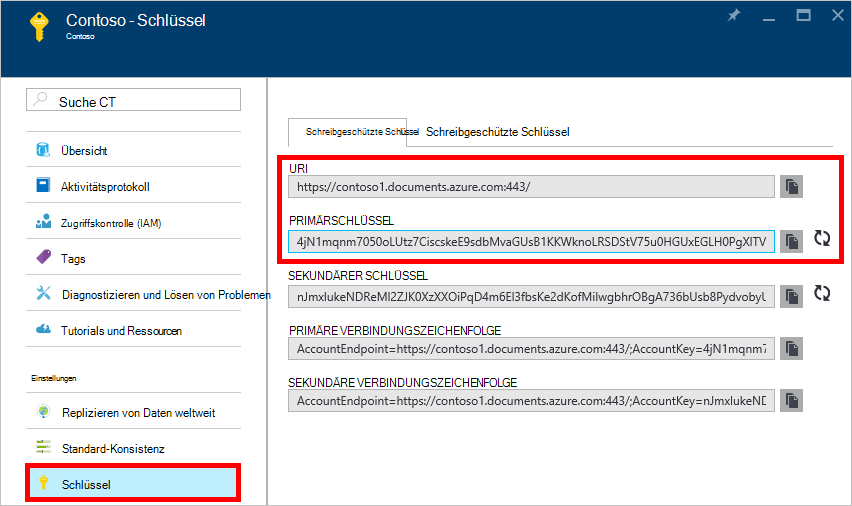 Contoso - Schlüssel
Contoso
Suche CT
Übersicht
Aktivitätsprotokoll
Zugriffskontrolle (IAM)
Tags
Diagnostizieren und Lösen von Problemen
Tutorials und Ressourcen
Einstellungen
Replizieren von Daten weltweit
Standard-Konsistenz
Schlüssel
Schreibgeschützte Schlüssel Schreibgeschützte Schlüssel
URI
https://contoso1.documents.azure.com:443/
PRIMÄRSCHLÜSSEL
4jN1mqnm7050oLUtz7CiscskeE9sdbMvaGUsB1KKWknoLRSDStV75u0HGUxEGLH0PgXlTV
SEKUNDÄRER SCHLÜSSEL
nJmxlukeNDReMl2ZJK0XzXXOiPqD4m6El3fbsKe2dKofMilwgbhrOBgA736bUsb8Pydvobyl
PRIMÄRE VERBINDUNGSZEICHENFOLGE
AccountEndpoint=https://contoso1.documents.azure.com:443/;AccountKey=4jN1mqnm7
SEKUNDÄRE VERBINDUNGSZEICHENFOLGE
AccountEndpoint=https://contoso1.documents.azure.com:443/;AccountKey=nJmxlukeND